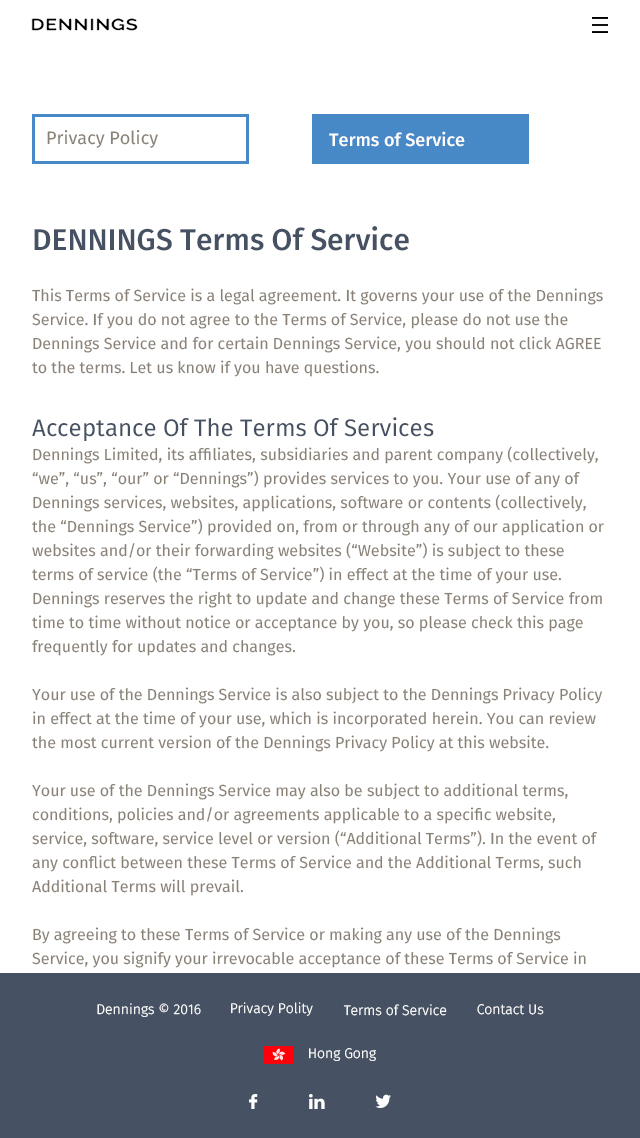 DENNINGS
Privacy Policy
Terms of Service
DENNINGS Terms Of Service
This Terms of Service is a legal agreement. It governs your use of the Dennings
Service. If you do not agree to the Terms of Service, please do not use the
Dennings Service and for certain Dennings Service, you should not click AGREE
to the terms. Let us know if you have questions.
Acceptance Of The Terms Of Services
Dennings Limited, its affiliates, subsidiaries and parent company (collectively,
“we”, “us”, “our” or “Dennings”) provides services to you. Your use of any of
Dennings services, websites, applications, software or contents (collectively,
the “Dennings Service”) provided on, from or through any of our application or
websites and/or their forwarding websites (“Website”) is subject to these
terms of service (the “Terms of Service”) in effect at the time of your use.
Dennings reserves the right to update and change these Terms of Service from
time to time without notice or acceptance by you, so please check this page
frequently for updates and changes.
Your use of the Dennings Service is also subject to the Dennings Privacy Policy
in effect at the time of your use, which is incorporated herein. You can review
the most current version of the Dennings Privacy Policy at this website.
Your use of the Dennings Service may also be subject to additional terms,
conditions, policies and/or agreements applicable to a specific website,
service, software, service level or version (“Additional Terms”). In the event of
any conflict between these Terms of Service and the Additional Terms, such
Additional Terms will prevail.
By agreeing to these Terms of Service or making any use of the Dennings
Service, you signify your irrevocable acceptance of these Terms of Service in
Dennings © 2016 Privacy Polity Terms of Service Contact Us
Hong Gong